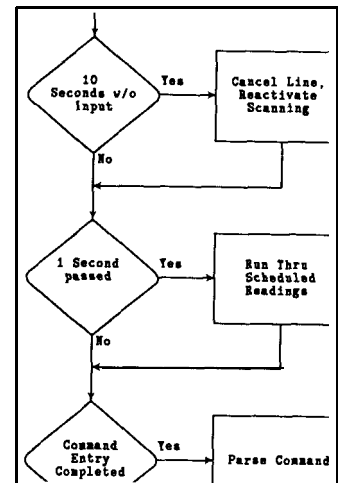 10
Seconds w/o
input
Yes
Cancel Line,
Reactivate
Scanning
No
1 Second
passed
Yes
Run Thru
Scheduled
Readings
No
Command
Entry
Completed
Yes
Parse Command